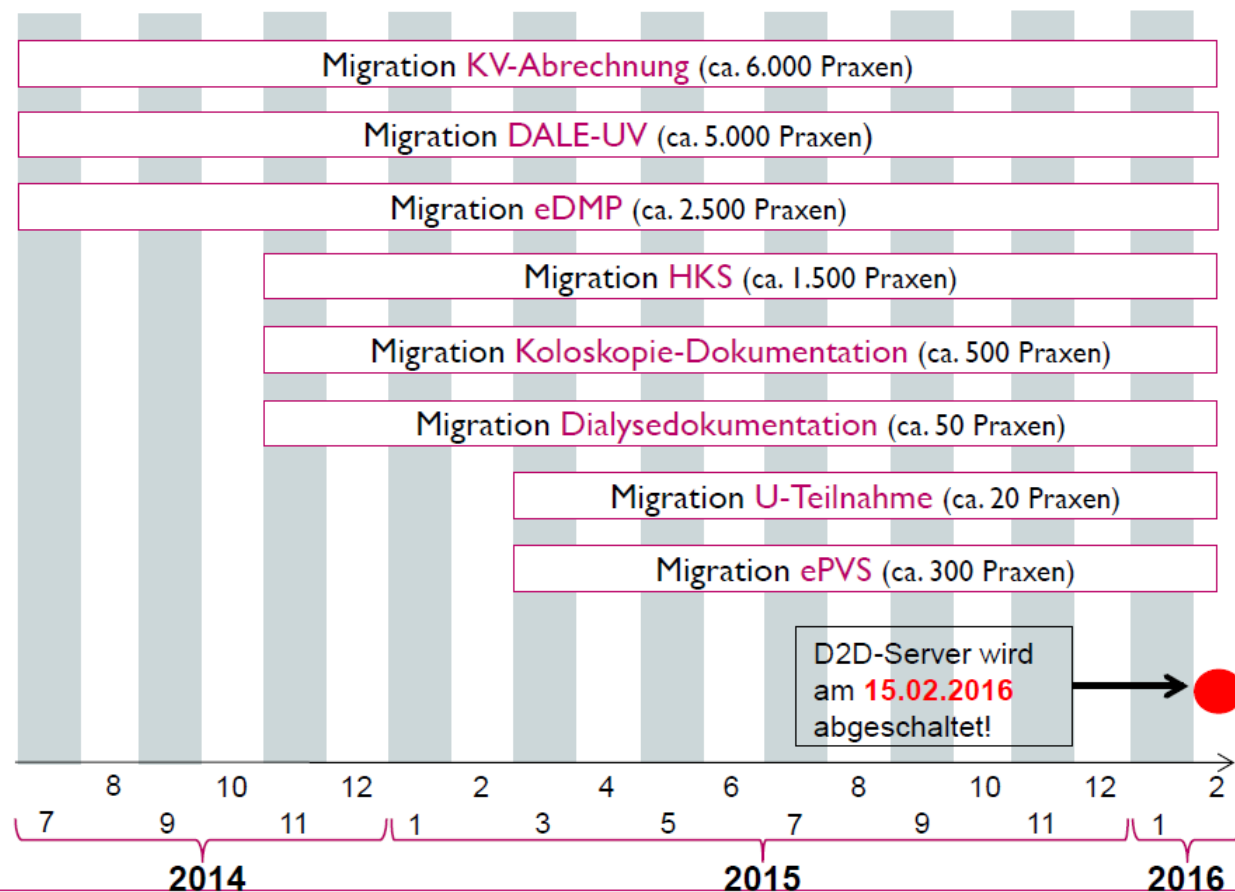 Migration KV-Abrechnung (ca. 6.000 Praxen)
Migration DALE-UV (ca. 5.000 Praxen)
Migration eDMP (ca. 2.500 Praxen)
Migration HKS (ca. 1.500 Praxen)
Migration Koloskopie-Dokumentation (ca. 500 Praxen)
Migration Dialysedokumentation (ca. 50 Praxen)
Migration U-Teilnahme (ca. 20 Praxen)
Migration ePVS (ca. 300 Praxen)
D2D-Server wird
am 15.02.2016
abgeschaltet!
8 10 12 2 4 6 8 10 12 2
7 9 11 1 3 5 7 9 11 1
2014 2015 2016